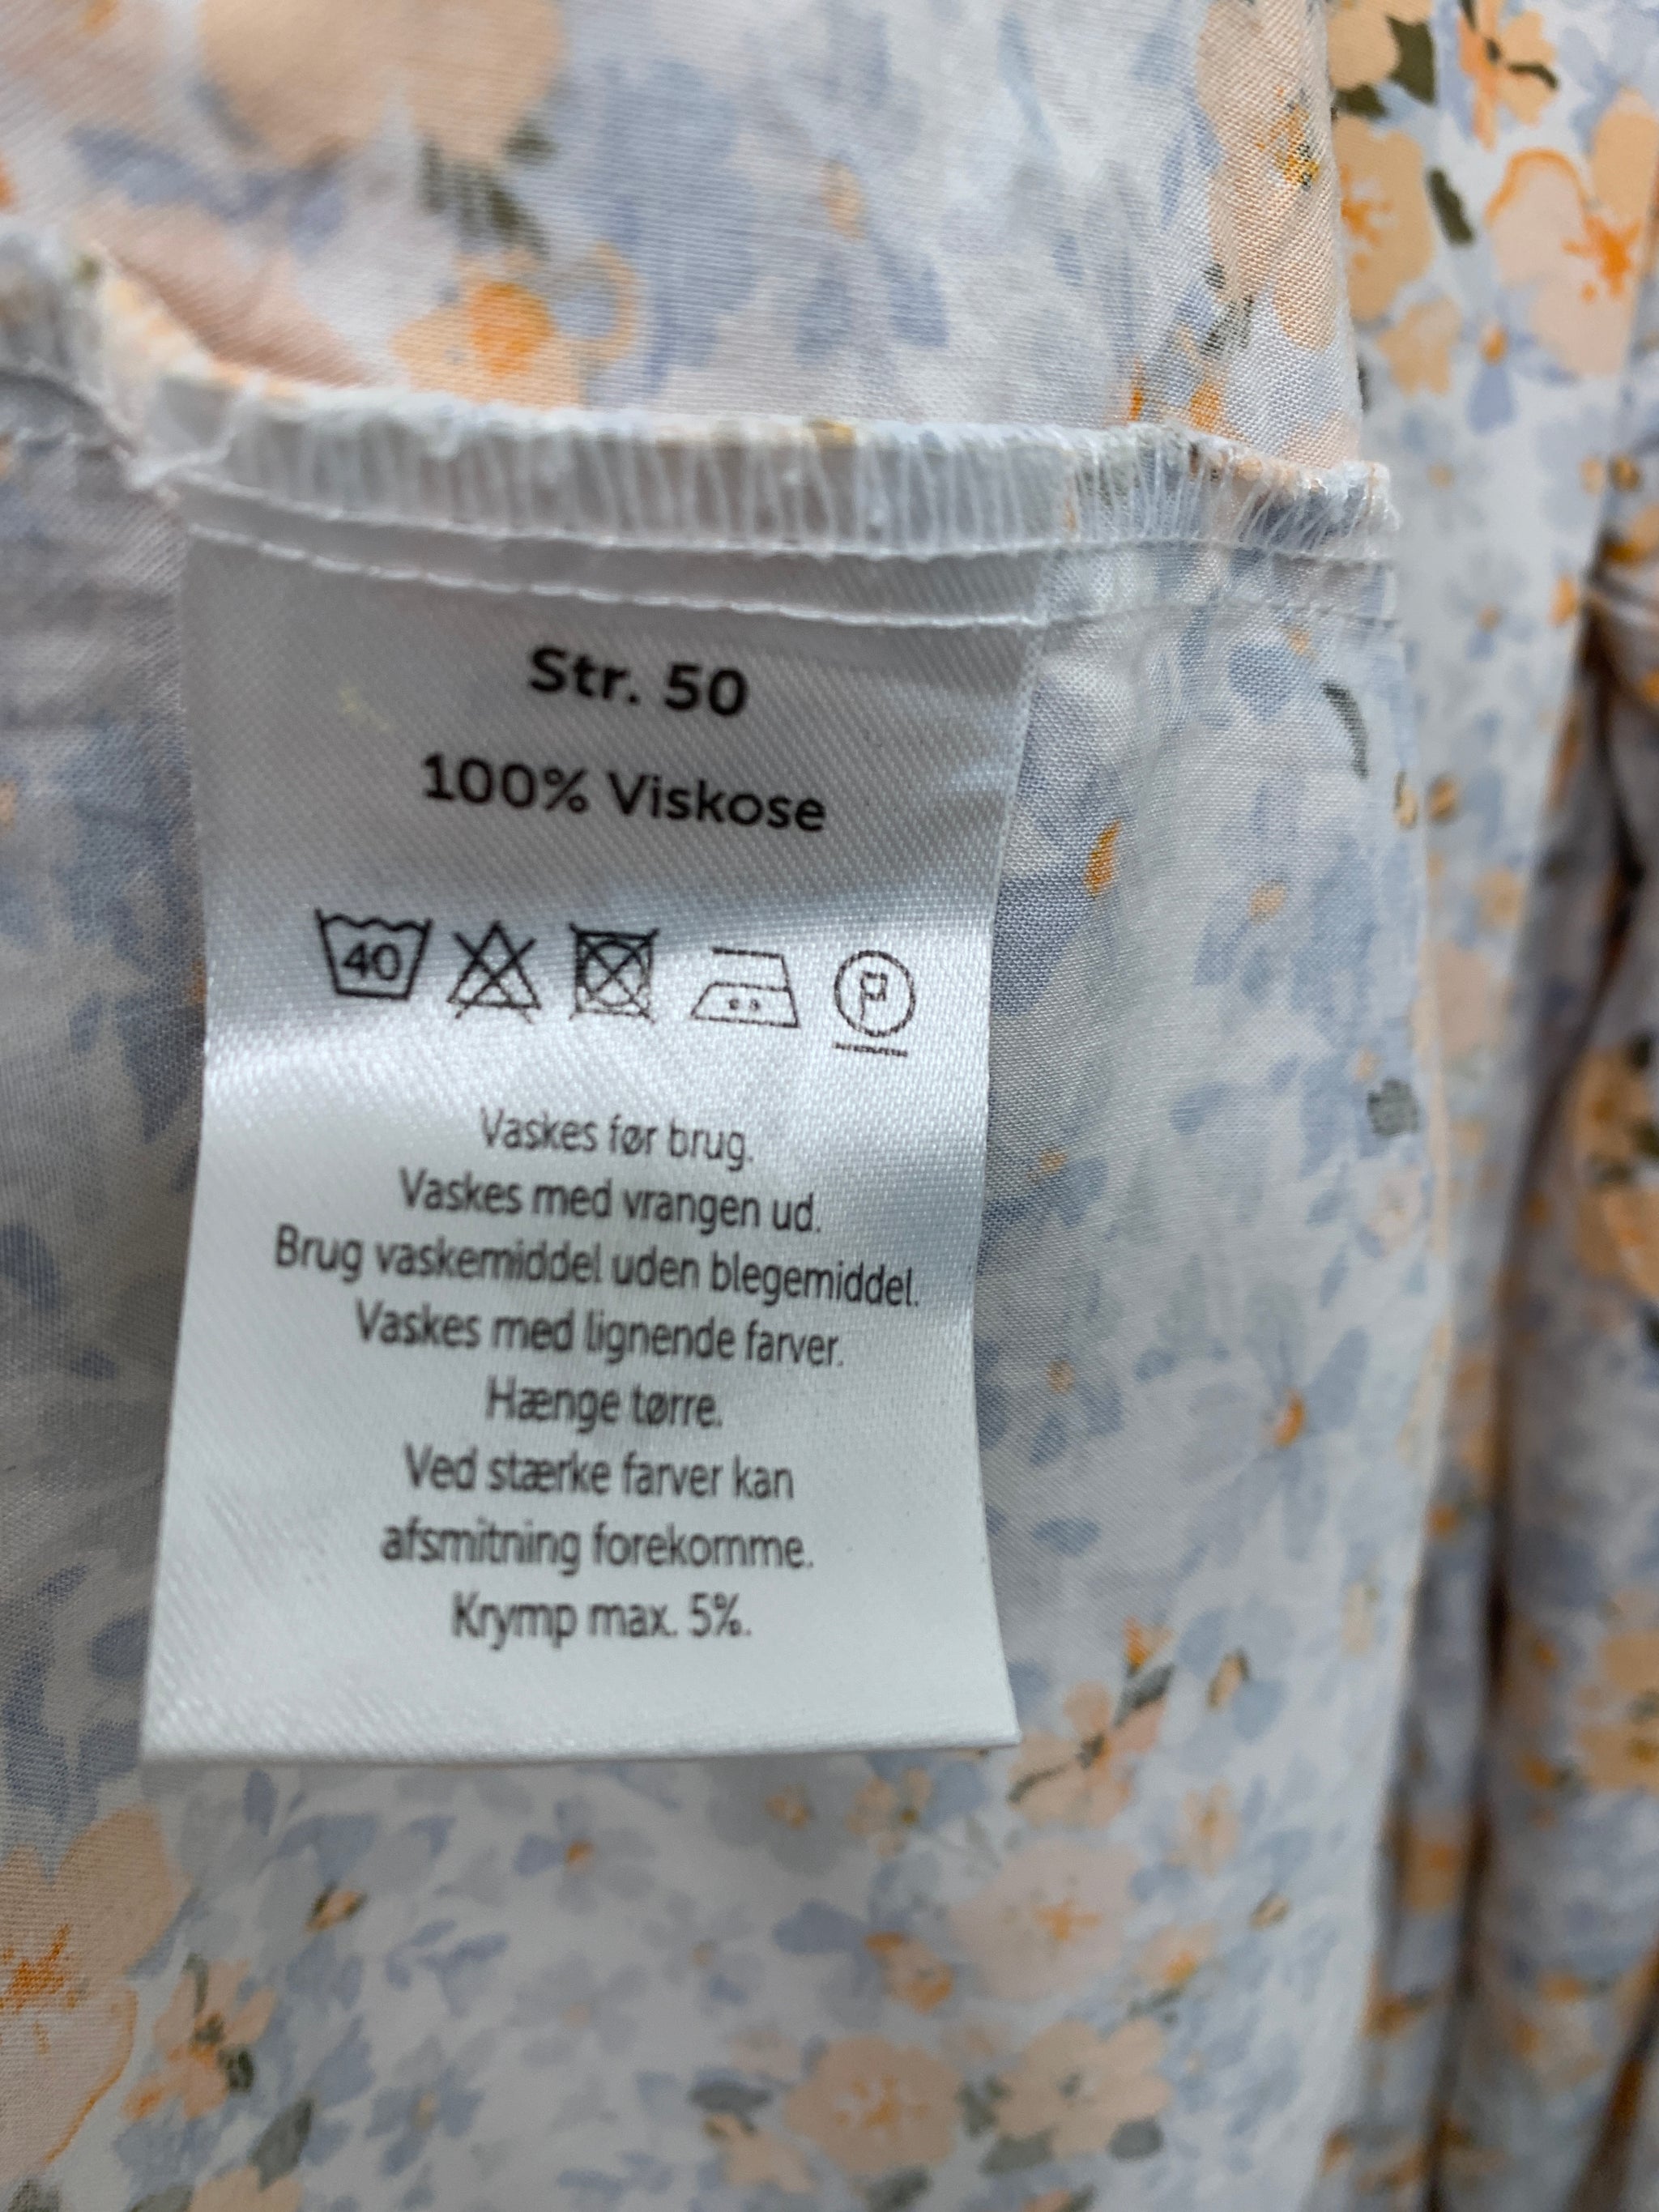 Str. 50
100% Viskose
40 P
Vaskes før brug.
Vaskes med vrangen ud.
Brug vaskemiddel uden blegemiddel.
Vaskes med lignende farver.
Hænge tørre.
Ved stærke farver kan
afsmitning forekomme.
Krymp max. 5%.